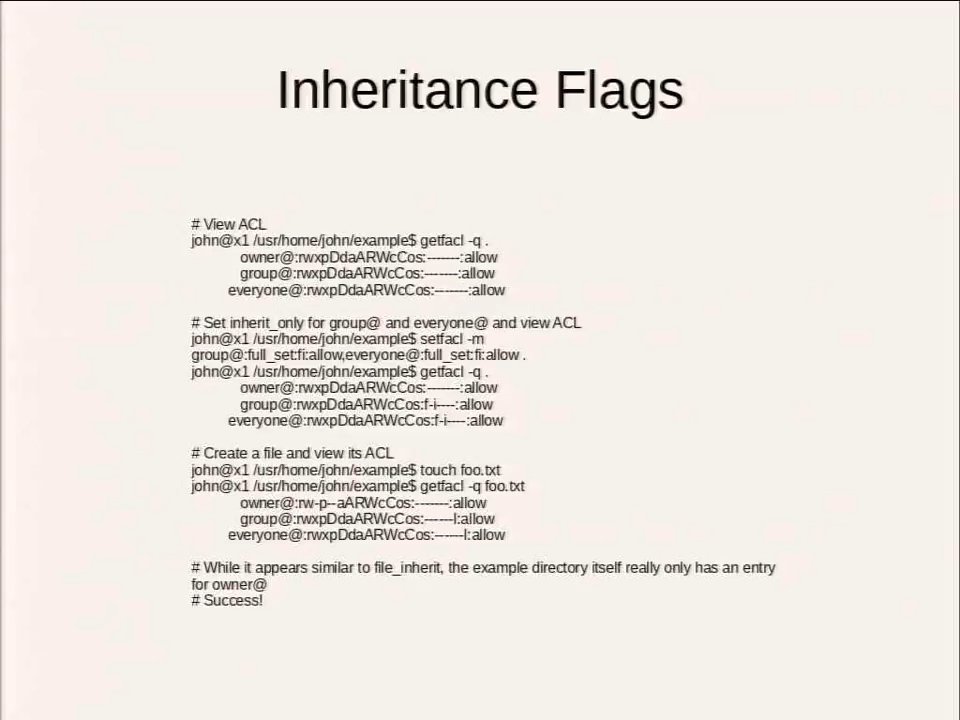 Inheritance Flags
# View ACL
john@x1 /usr/home/john/example$ getfacl -q .
owner@:rwxpDdaARWcCos:-------:allow
group@:rwxpDdaARWcCos:-------:allow
everyone@:rwxpDdaARWcCos:-------:allow
# Set inherit_only for group@ and everyone@ and view ACL
john@x1 /usr/home/john/example$ setfacl -m
group@:full_set:fi:allow,everyone@:full_set:fi:allow .
john@x1 /usr/home/john/example$ getfacl -q .
owner@:rwxpDdaARWcCos:-------:allow
group@:rwxpDdaARWcCos:f-i----:allow
everyone@:rwxpDdaARWcCos:f-i----:allow
# Create a file and view its ACL
john@x1 /usr/home/john/example$ touch foo.txt
john@x1 /usr/home/john/example$ getfacl -q foo.txt
owner@:rw-p--aARWcCos:-------:allow
group@:rwxpDdaARWcCos:------I:allow
everyone@:rwxpDdaARWcCos:------I:allow
# While it appears similar to file_inherit, the example directory itself really only has an entry
for owner@
# Success!